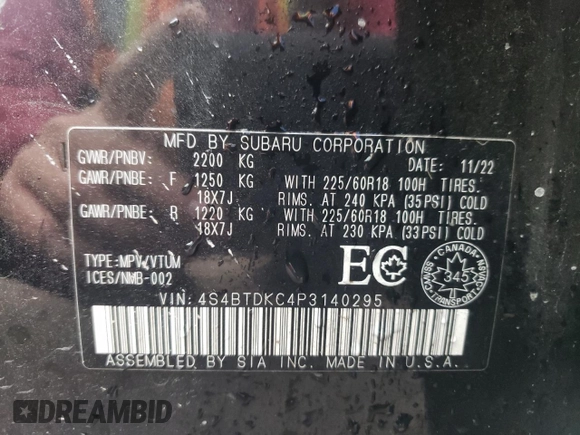 MFD BY SUBARU CORPORATION
GVWR/PNBV: 2200 KG DATE: 11/22
GAWR/PNBE: F 1250 KG WITH 225/60R18 100H TIRES.
18X7J RIMS. AT 240 KPA (35PSI) COLD
GAWR/PNBE: R 1220 KG WITH 225/60R18 100H TIRES.
18X7J RIMS. AT 230 KPA (33PSI) COLD
TYPE:MPV/VTUM
ICES/NMB-002
EC
CANADA
345
NSVAC
VIN: 4S4BTDKC4P3140295
ASSEMBLED BY SIA INC. MADE IN U.S.A.
DREAMBID